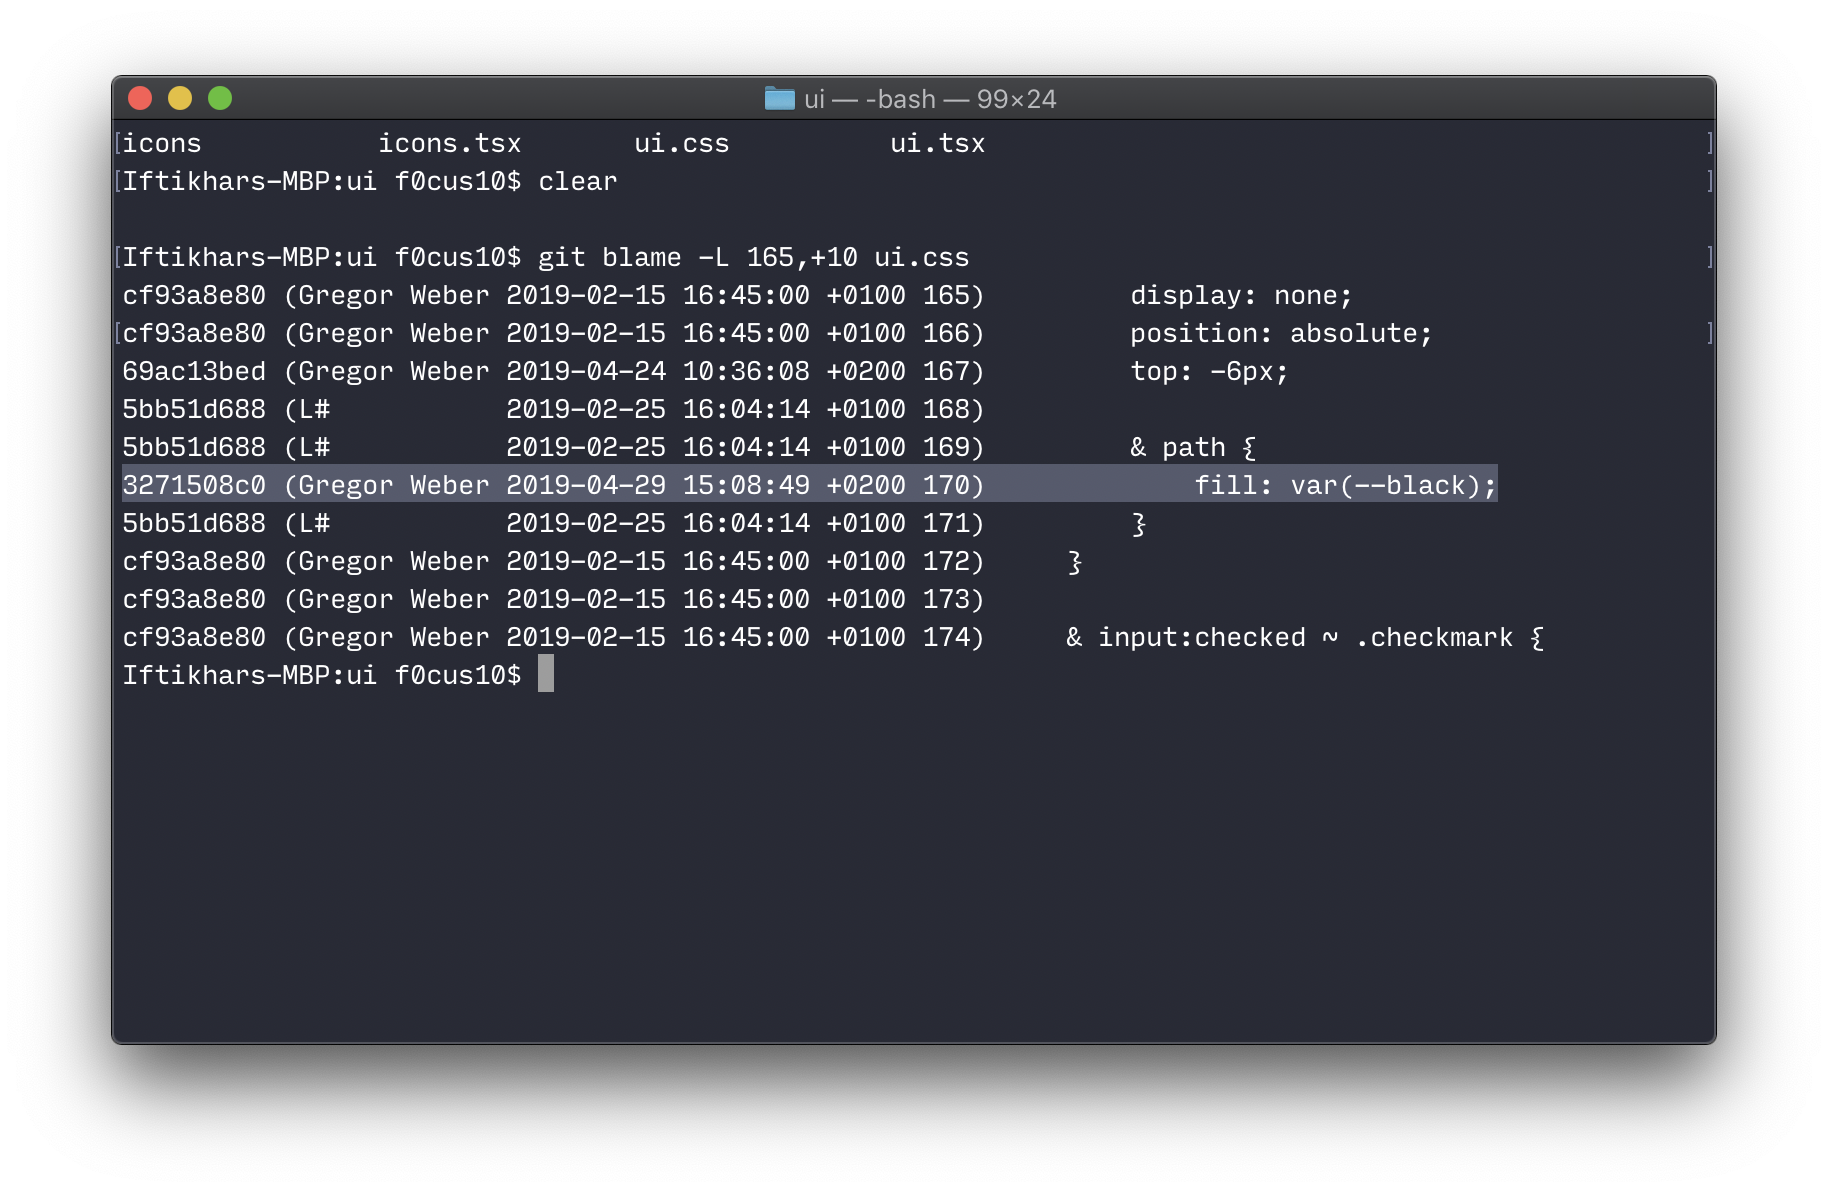 ui — -bash — 99×24
icons           icons.tsx       ui.css          ui.tsx
Iftikhars-MBP:ui f0cus10$ clear
Iftikhars-MBP:ui f0cus10$ git blame -L 165,+10 ui.css
cf93a8e80 (Gregor Weber 2019-02-15 16:45:00 +0100 165)         display: none;
cf93a8e80 (Gregor Weber 2019-02-15 16:45:00 +0100 166)         position: absolute;
69ac13bed (Gregor Weber 2019-04-24 10:36:08 +0200 167)         top: -6px;
5bb51d688 (L#           2019-02-25 16:04:14 +0100 168)
5bb51d688 (L#           2019-02-25 16:04:14 +0100 169)         & path {
3271508c0 (Gregor Weber 2019-04-29 15:08:49 +0200 170)             fill: var(--black);
5bb51d688 (L#           2019-02-25 16:04:14 +0100 171)         }
cf93a8e80 (Gregor Weber 2019-02-15 16:45:00 +0100 172)     }
cf93a8e80 (Gregor Weber 2019-02-15 16:45:00 +0100 173)
cf93a8e80 (Gregor Weber 2019-02-15 16:45:00 +0100 174)     & input:checked ~ .checkmark {
Iftikhars-MBP:ui f0cus10$